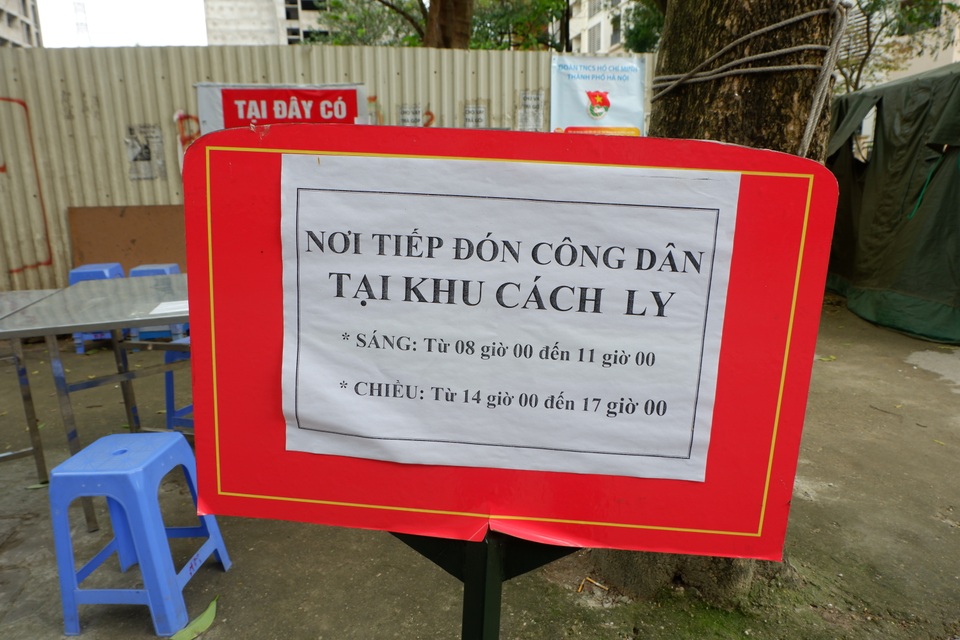 TẠI ĐÂY CÓ
ĐOÀN TNCS HỒ CHÍ MINH
THÀNH PHỐ HÀ NỘI
NƠI TIẾP ĐÓN CÔNG DÂN
TẠI KHU CÁCH LY
* SÁNG: Từ 08 giờ 00 đến 11 giờ 00
* CHIỀU: Từ 14 giờ 00 đến 17 giờ 00